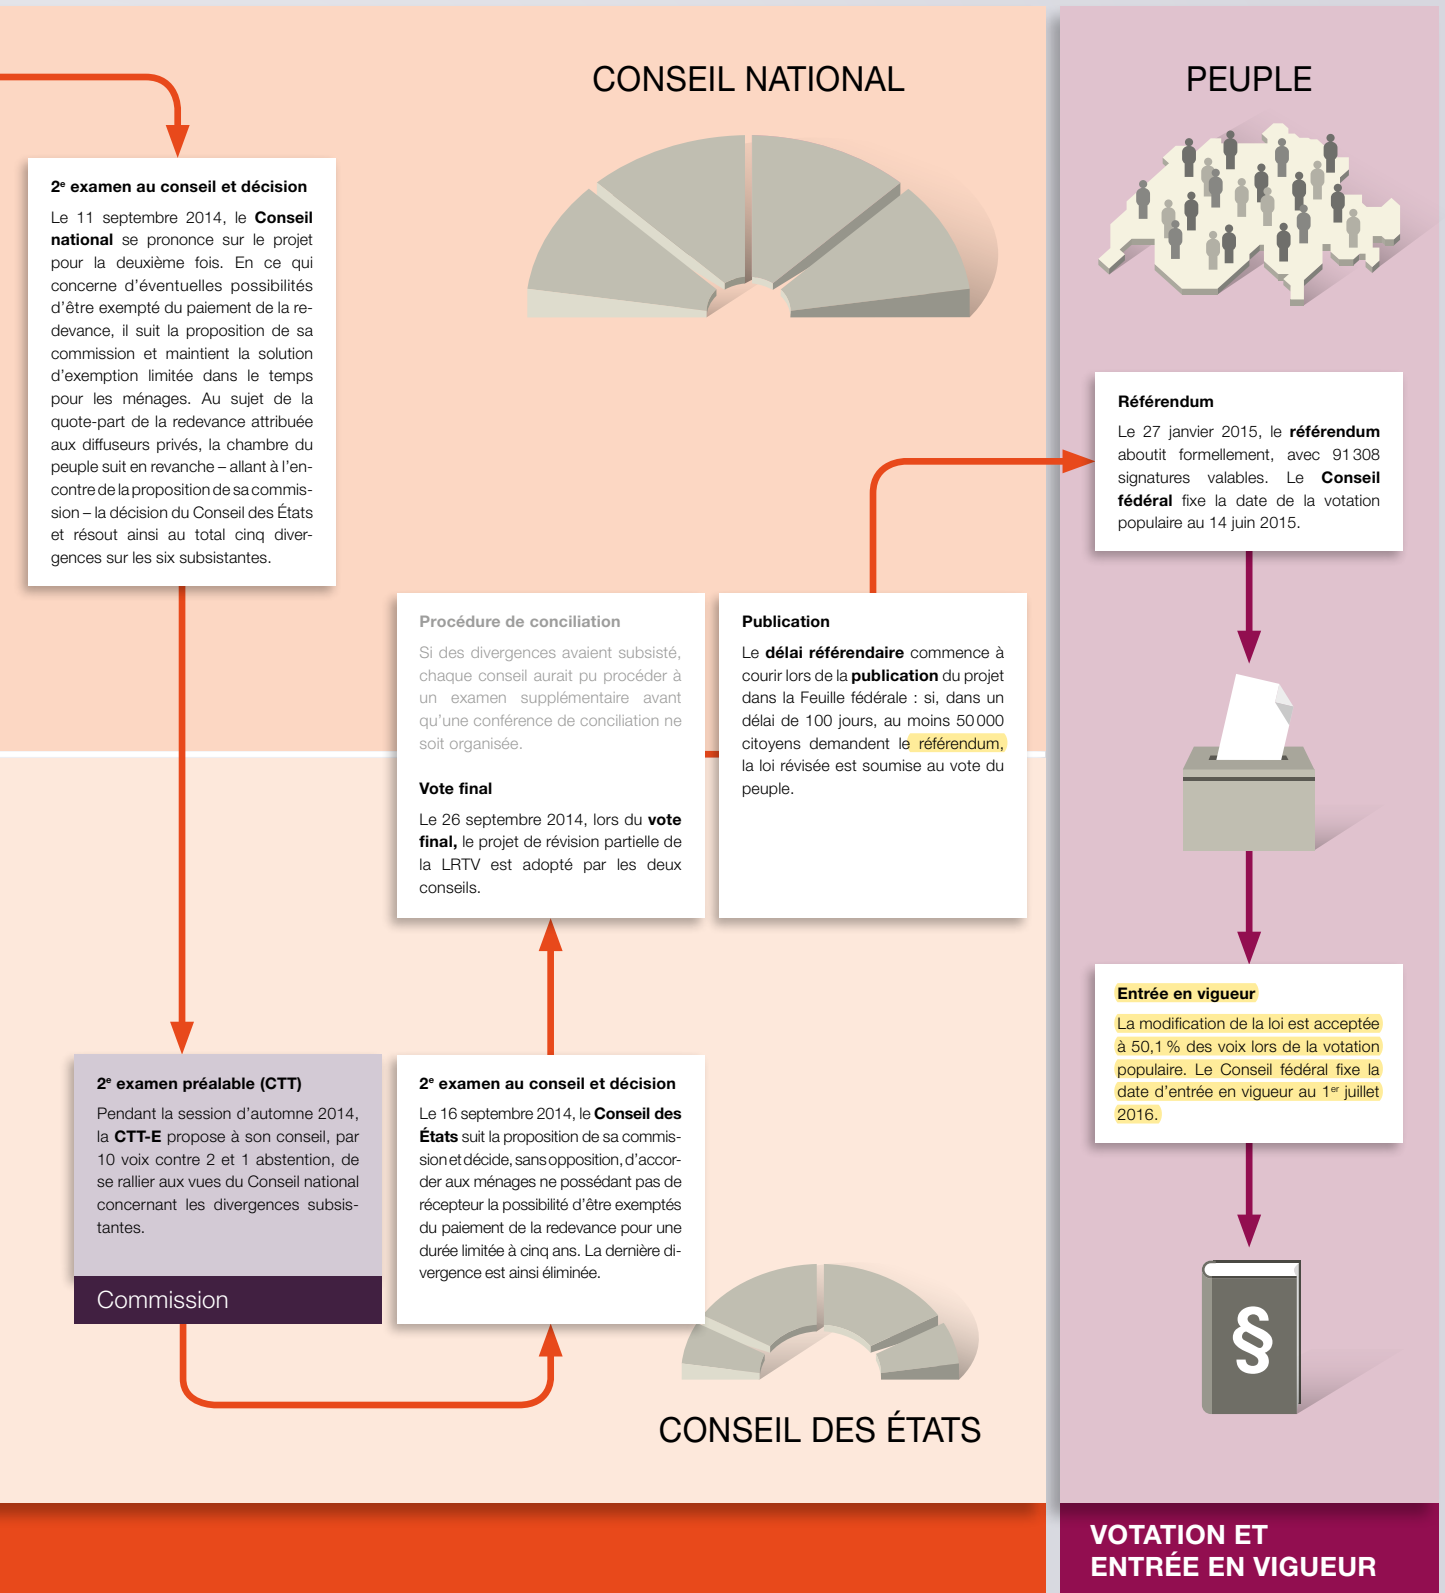 CONSEIL NATIONAL
2e examen au conseil et décision
Le 11 septembre 2014, le Conseil
national se prononce sur le projet
pour la deuxième fois. En ce qui
concerne d'éventuelles possibilités
d'être exempté du paiement de la re-
devance, il suit la proposition de sa
commission et maintient la solution
d'exemption limitée dans le temps
pour les ménages. Au sujet de la
quote-part de la redevance attribuée
aux diffuseurs privés, la chambre du
peuple suit en revanche – allant à l'en-
contre de la proposition de sa commis-
sion – la décision du Conseil des États
et résout ainsi au total cinq diver-
gences sur les six subsistantes.
2e examen préalable (CTT)
Pendant la session d'automne 2014,
la CTT-E propose à son conseil, par
10 voix contre 2 et 1 abstention, de
se rallier aux vues du Conseil national
concernant les divergences subsis-
tantes.
Commission
2e examen au conseil et décision
Le 16 septembre 2014, le Conseil des
États suit la proposition de sa commis-
sion et décide, sans opposition, d'accor-
der aux ménages ne possédant pas de
récepteur la possibilité d'être exemptés
du paiement de la redevance pour une
durée limitée à cinq ans. La dernière di-
vergence est ainsi éliminée.
CONSEIL DES ÉTATS
Procédure de conciliation
Si des divergences avaient subsisté,
chaque conseil aurait pu procéder à
un examen supplémentaire avant
qu'une conférence de conciliation ne
soit organisée.
Vote final
Le 26 septembre 2014, lors du vote
final, le projet de révision partielle de
la LRTV est adopté par les deux
conseils.
Publication
Le délai référendaire commence à
courir lors de la publication du projet
dans la Feuille fédérale : si, dans un
délai de 100 jours, au moins 50 000
citoyens demandent le référendum,
la loi révisée est soumise au vote du
peuple.
PEUPLE
Référendum
Le 27 janvier 2015, le référendum
aboutit formellement, avec 91 308
signatures valables. Le Conseil
fédéral fixe la date de la votation
populaire au 14 juin 2015.
Entrée en vigueur
La modification de la loi est acceptée
à 50,1 % des voix lors de la votation
populaire. Le Conseil fédéral fixe la
date d'entrée en vigueur au 1er juillet
2016.
§
VOTATION ET
ENTRÉE EN VIGUEUR